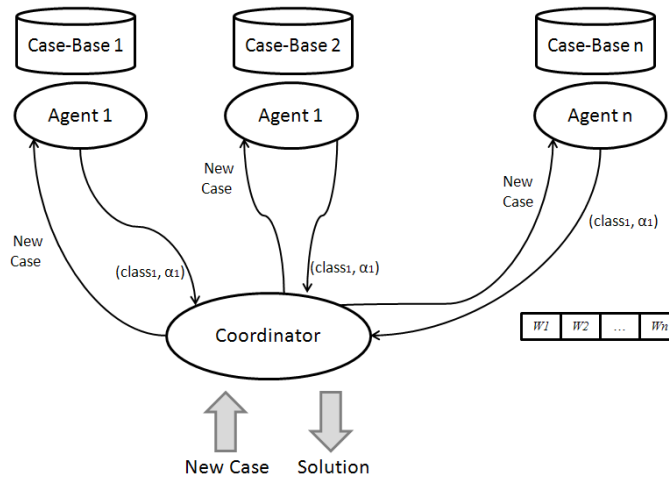 Case-Base 1
Case-Base 2
Case-Base n
Agent 1
Agent 1
Agent n
New
Case
New
Case
New
Case
(class₁, α₁)
(class₁, α₁)
(class₁, α₁)
Coordinator
W1 W2 ... Wn
New Case
Solution